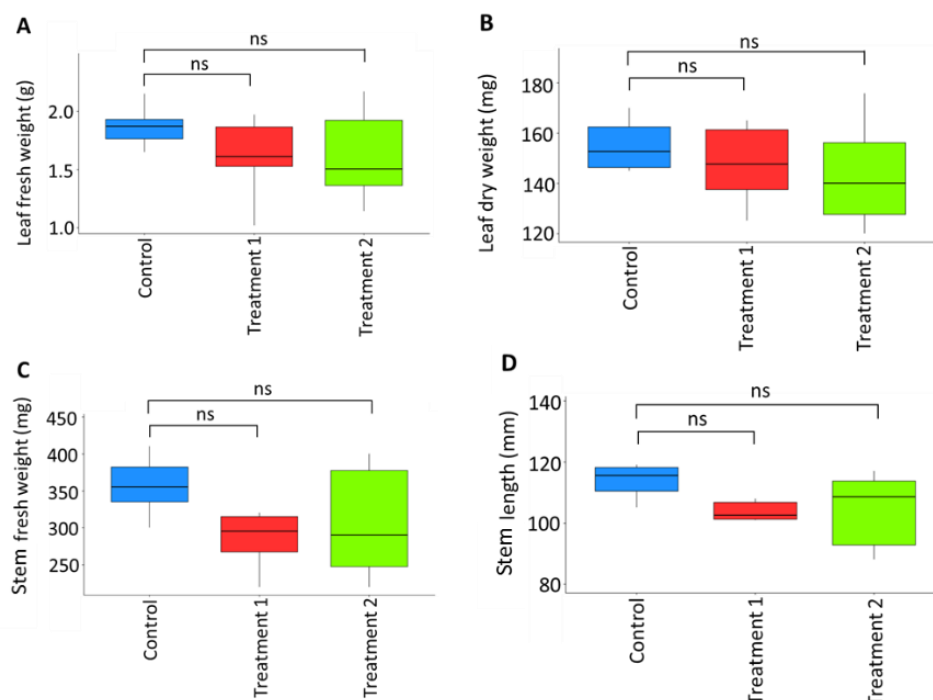 A
Leaf fresh weight (g)
2.0
1.5
1.0
ns
ns
Control
Treatment 1
Treatment 2
B
Leaf dry weight (mg)
180
160
140
120
ns
ns
Control
Treatment 1
Treatment 2
C
Stem fresh weight (mg)
450
400
350
300
250
ns
ns
Control
Treatment 1
Treatment 2
D
Stem length (mm)
140
120
100
80
ns
ns
Control
Treatment 1
Treatment 2